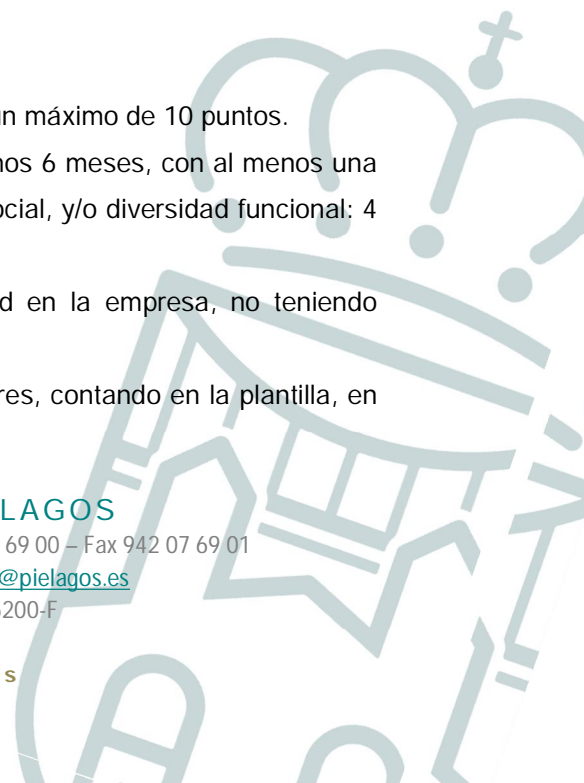 un máximo de 10 puntos.
nos 6 meses, con al menos una
ocial, y/o diversidad funcional: 4
d en la empresa, no teniendo
res, contando en la plantilla, en
LAGOS
69 00 – Fax 942 07 69 01
@pielagos.es
6200-F
s